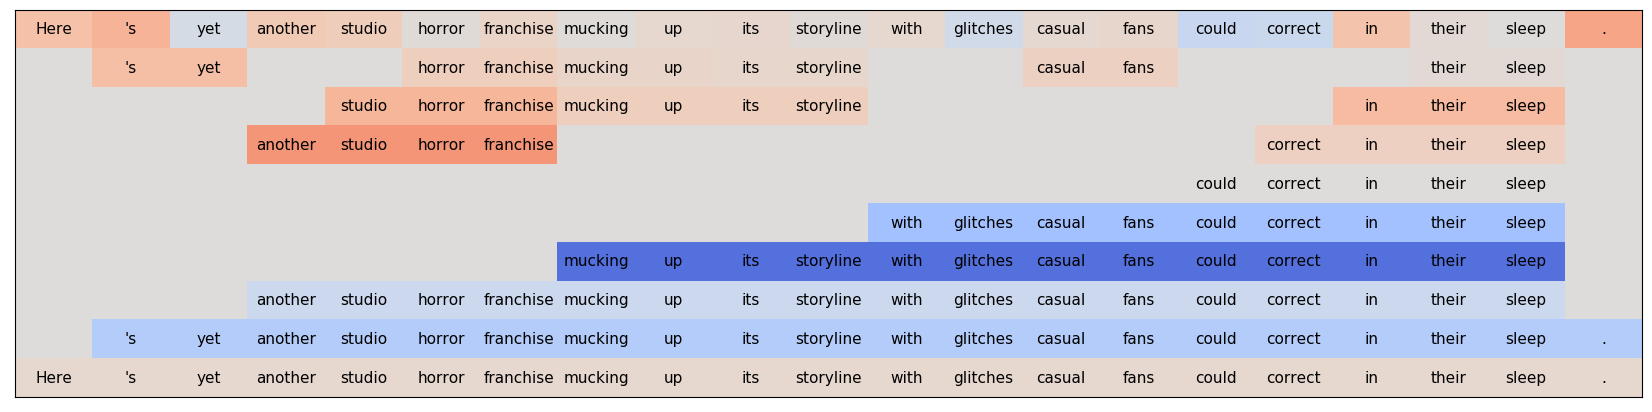 Here 's yet another studio horror franchise mucking up its storyline with glitches casual fans could correct in their sleep .
's yet horror franchise mucking up its storyline casual fans their sleep
studio horror franchise mucking up its storyline in their sleep
another studio horror franchise correct in their sleep
could correct in their sleep
with glitches casual fans could correct in their sleep
mucking up its storyline with glitches casual fans could correct in their sleep
another studio horror franchise mucking up its storyline with glitches casual fans could correct in their sleep
's yet another studio horror franchise mucking up its storyline with glitches casual fans could correct in their sleep .
Here 's yet another studio horror franchise mucking up its storyline with glitches casual fans could correct in their sleep .